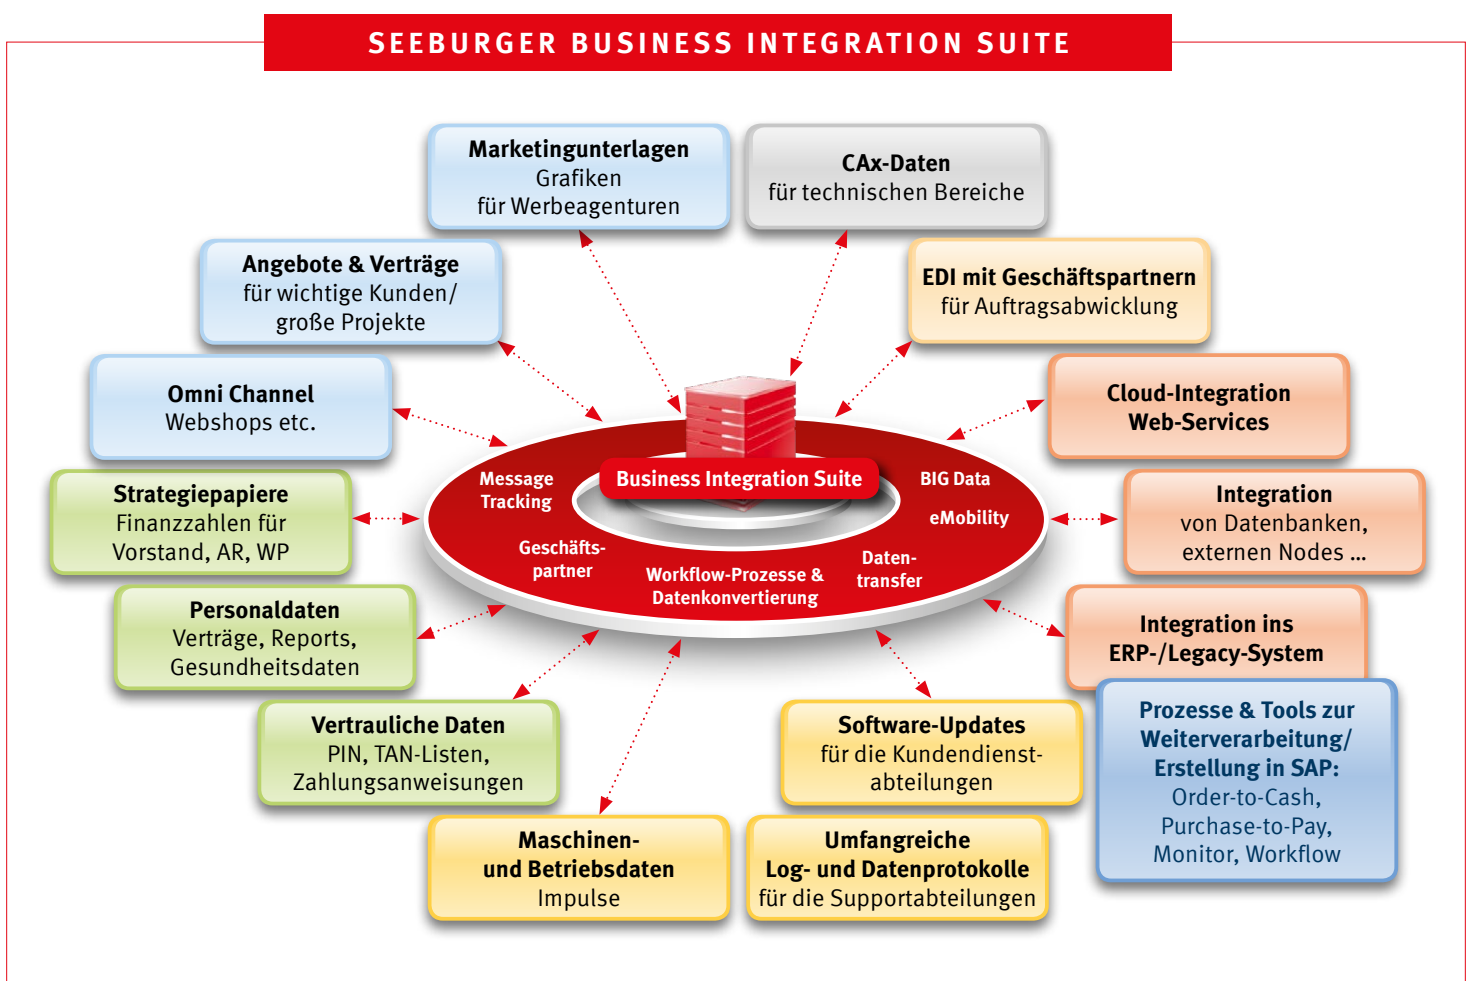 SEEBURGER BUSINESS INTEGRATION SUITE
Marketingunterlagen
Grafiken
für Werbeagenturen
CAx-Daten
für technischen Bereiche
Angebote & Verträge
für wichtige Kunden/
große Projekte
EDI mit Geschäftspartnern
für Auftragsabwicklung
Omni Channel
Webshops etc.
Cloud-Integration
Web-Services
Strategiepapiere
Finanzzahlen für
Vorstand, AR, WP
Message
Tracking
Business Integration Suite
BIG Data
eMobility
Geschäfts-
partner
Workflow-Prozesse &
Datenkonvertierung
Daten-
transfer
Integration
von Datenbanken,
externen Nodes ...
Personaldaten
Verträge, Reports,
Gesundheitsdaten
Integration ins
ERP-/Legacy-System
Vertrauliche Daten
PIN, TAN-Listen,
Zahlungsanweisungen
Software-Updates
für die Kundendienst-
abteilungen
Prozesse & Tools zur
Weiterverarbeitung/
Erstellung in SAP:
Order-to-Cash,
Purchase-to-Pay,
Monitor, Workflow
Maschinen-
und Betriebsdaten
Impulse
Umfangreiche
Log- und Datenprotokolle
für die Supportabteilungen